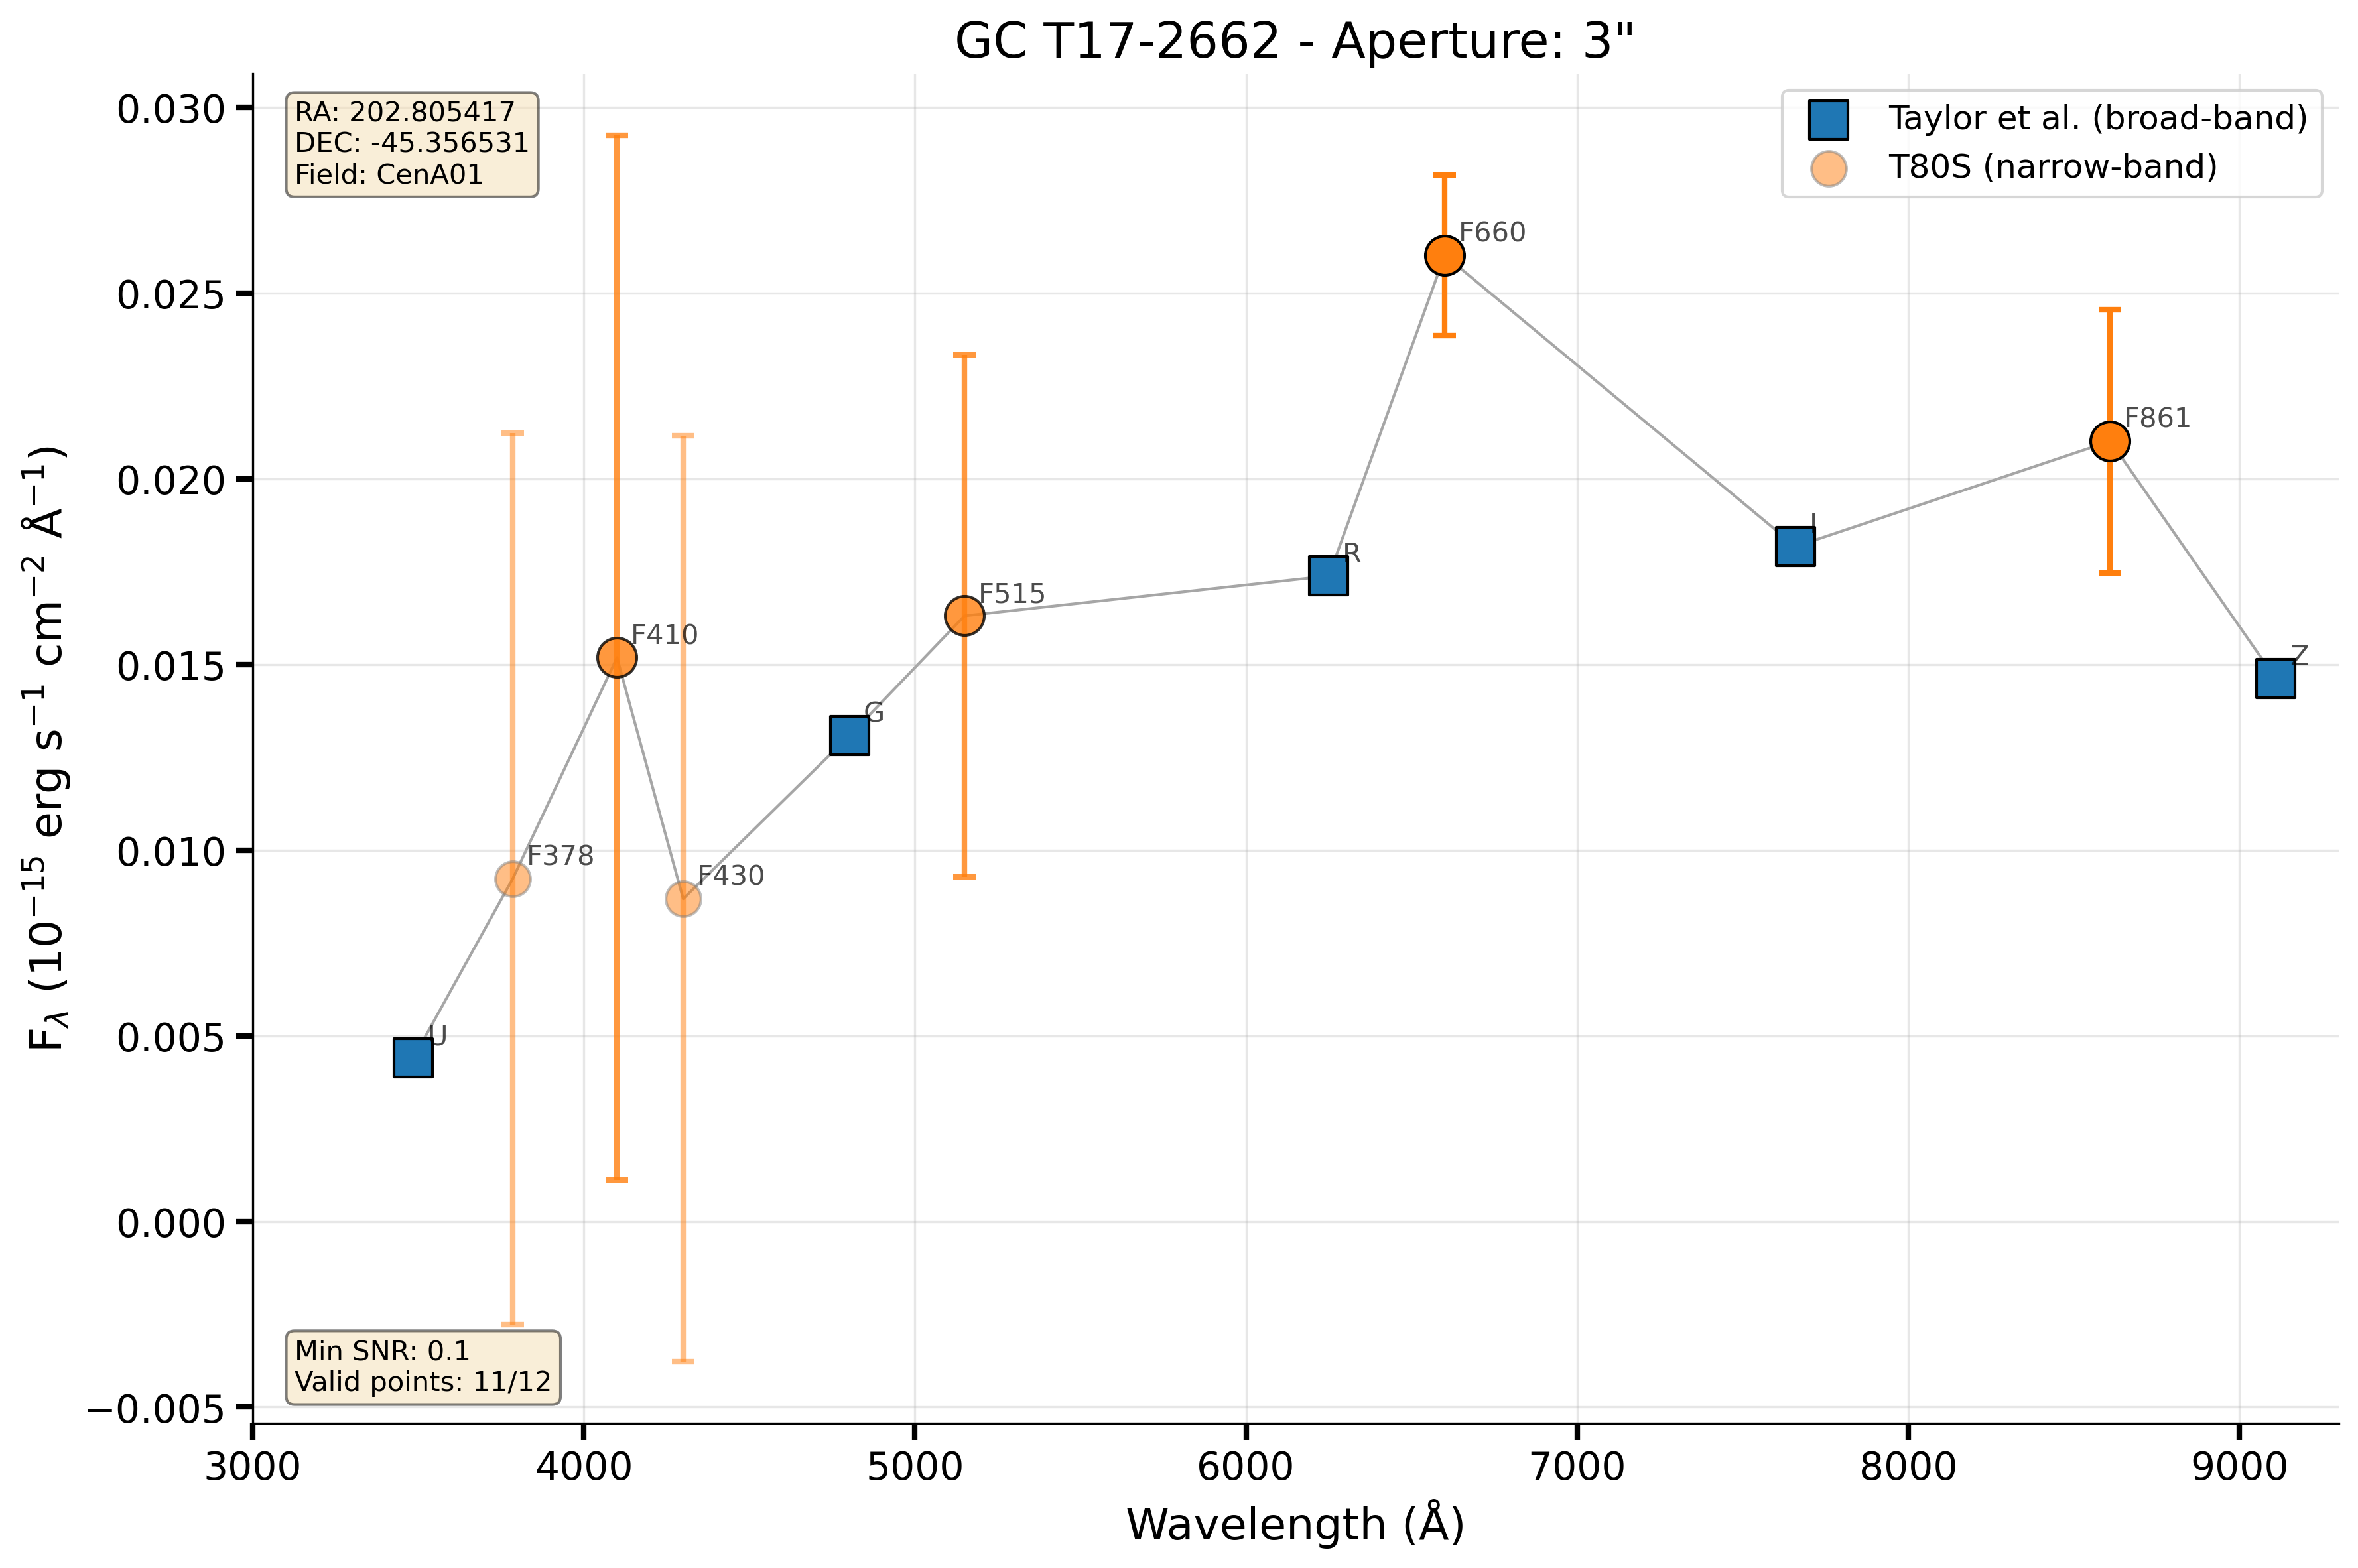 GC T17-2662 - Aperture: 3"
RA: 202.805417
DEC: -45.356531
Field: CenA01
Taylor et al. (broad-band)
T80S (narrow-band)
F660
F861
F515
F410
F378
F430
U
G
R
I
Z
Min SNR: 0.1
Valid points: 11/12
0.030
0.025
0.020
0.015
0.010
0.005
0.000
−0.005
F$_{λ}$ (10$^{−15}$ erg s$^{−1}$ cm$^{−2}$ Å$^{−1}$)
3000 4000 5000 6000 7000 8000 9000
Wavelength (Å)